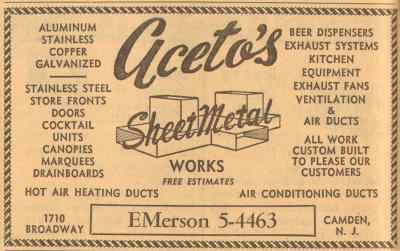 ALUMINUM
STAINLESS
COPPER
GALVANIZED
STAINLESS STEEL
STORE FRONTS
DOORS
COCKTAIL
UNITS
CANOPIES
MARQUEES
DRAINBOARDS
Aceto's
Sheet Metal
WORKS
FREE ESTIMATES
BEER DISPENSERS
EXHAUST SYSTEMS
KITCHEN
EQUIPMENT
EXHAUST FANS
VENTILATION
&
AIR DUCTS
ALL WORK
CUSTOM BUILT
TO PLEASE OUR
CUSTOMERS
HOT AIR HEATING DUCTS
AIR CONDITIONING DUCTS
1710
BROADWAY
EMerson 5-4463
CAMDEN,
N. J.